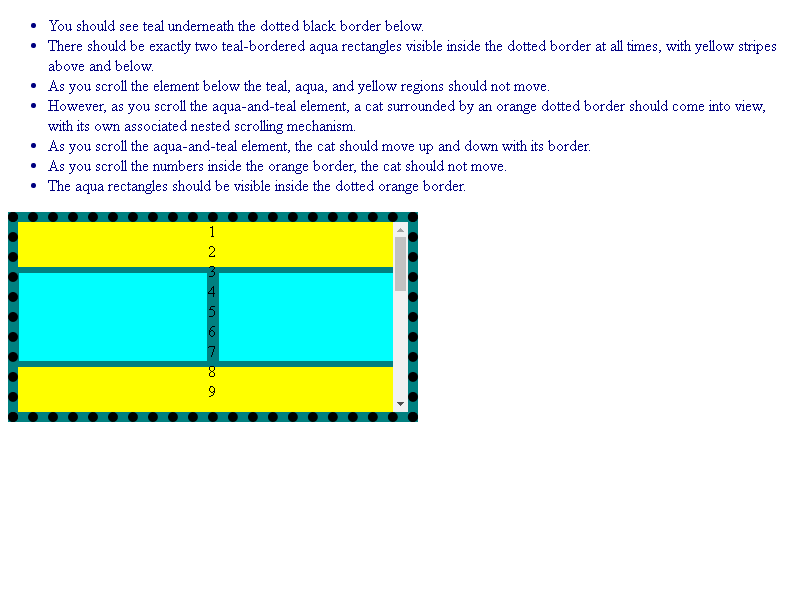 You should see teal underneath the dotted black border below.
There should be exactly two teal-bordered aqua rectangles visible inside the dotted border at all times, with yellow stripes
above and below.
As you scroll the element below the teal, aqua, and yellow regions should not move.
However, as you scroll the aqua-and-teal element, a cat surrounded by an orange dotted border should come into view,
with its own associated nested scrolling mechanism.
As you scroll the aqua-and-teal element, the cat should move up and down with its border.
As you scroll the numbers inside the orange border, the cat should not move.
The aqua rectangles should be visible inside the dotted orange border.
1
2
3
4
5
6
7
8
9